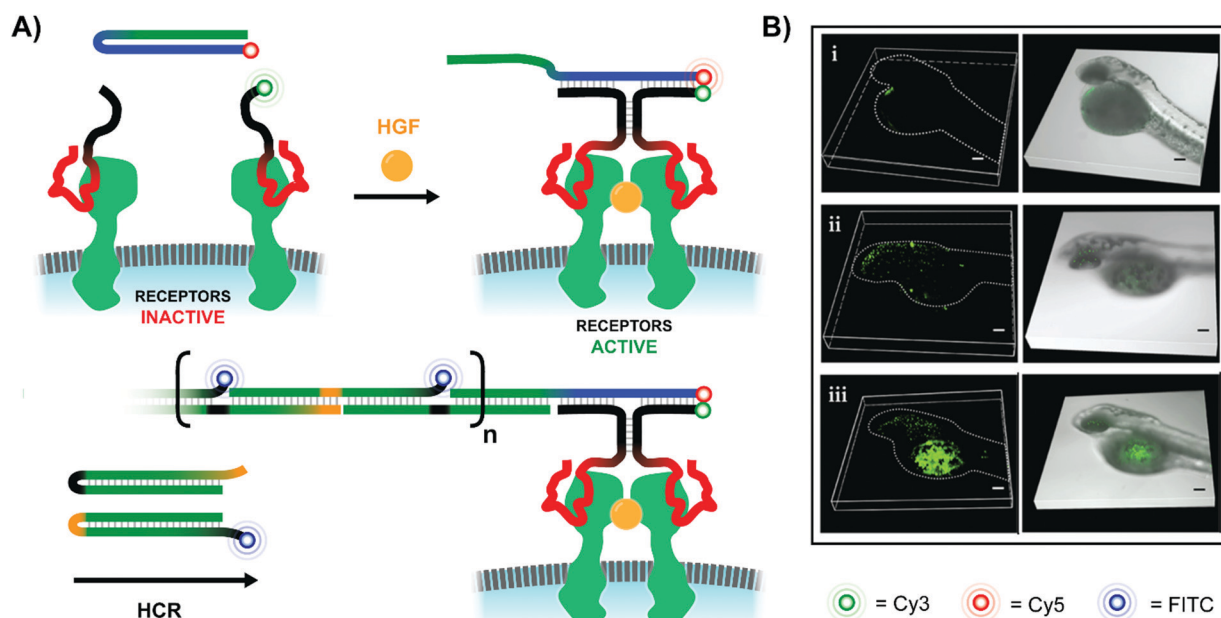 A)
HGF
RECEPTORS
INACTIVE
RECEPTORS
ACTIVE
n
HCR
B)
i
ii
iii
= Cy3
= Cy5
= FITC